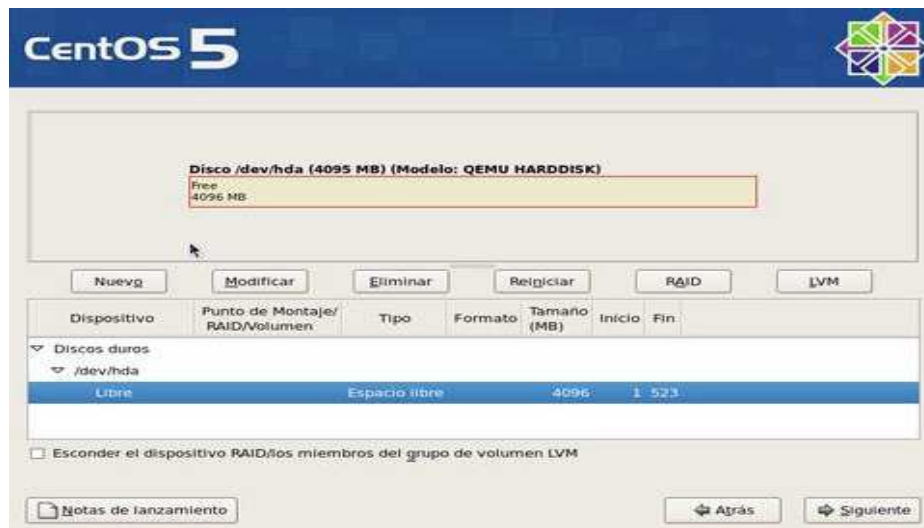 CentOS 5
Disco /dev/hda (4095 MB) (Modelo: QEMU HARDDISK)
Free
4096 MB
Nuevo
Modificar
Eliminar
Reiniciar
RAID
LVM
Dispositivo
Punto de Montaje/
RAID/Volumen
Tipo
Formato
Tamaño
(MB)
Inicio
Fin
Discos duros
/dev/hda
Libre
Espacio libre
4096
1
523
Esconder el dispositivo RAID/los miembros del grupo de volumen LVM
Notas de lanzamiento
Atrás
Siguiente